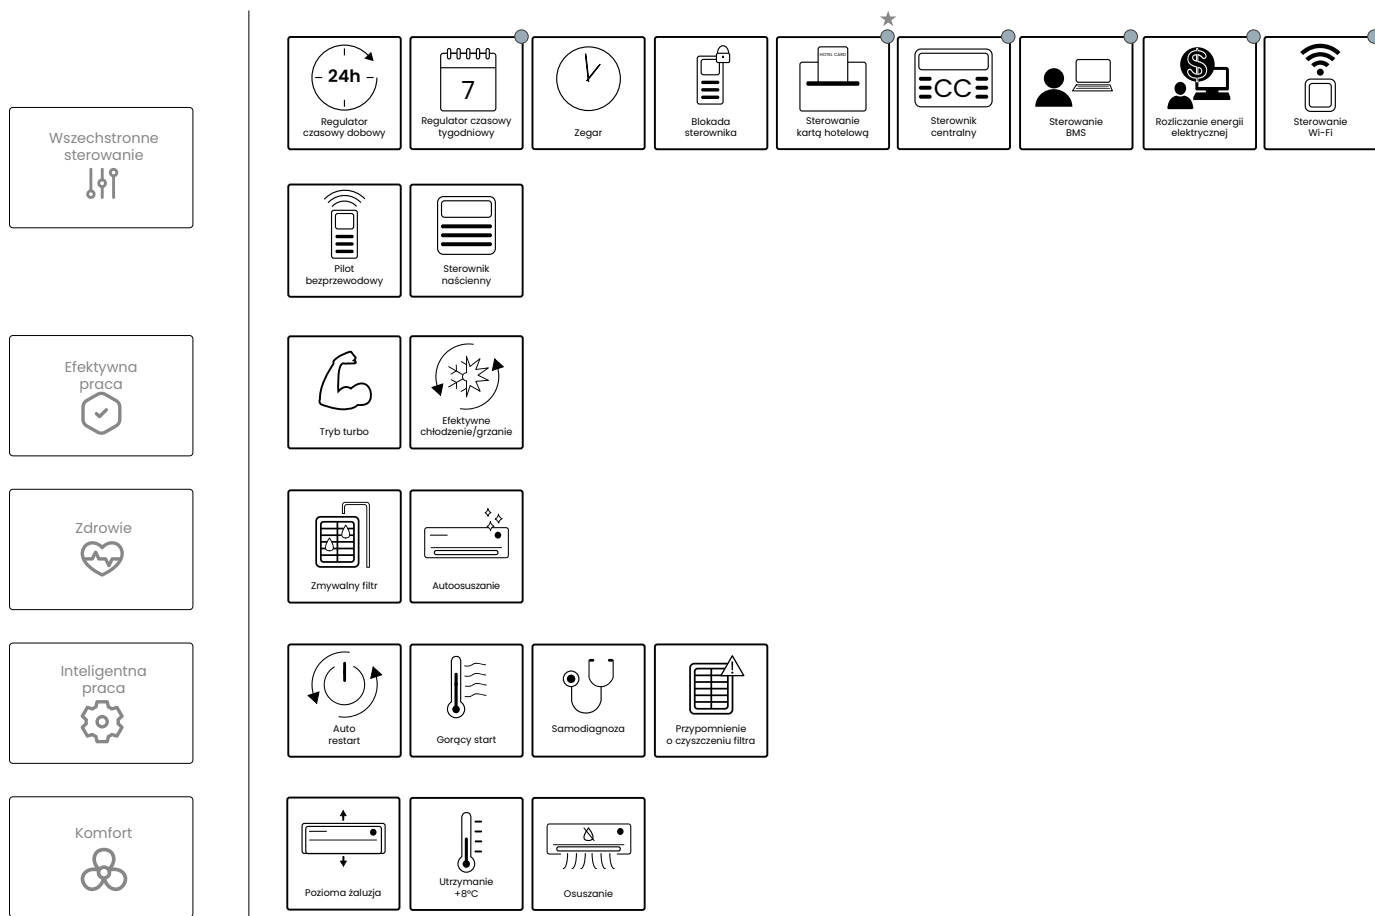 Wszechstronne
sterowanie
24h
Regulator
czasowy dobowy
7
Regulator czasowy
tygodniowy
Zegar
Blokada
sterownika
HOTEL CARD
Sterowanie
kartą hotelową
CC
Sterownik
centralny
Sterowanie
BMS
$
Rozliczanie energii
elektrycznej
Sterowanie
Wi-Fi
Pilot
bezprzewodowy
Sterownik
naścienny
Efektywna
praca
Tryb turbo
Efektywne
chłodzenie/grzanie
Zdrowie
Zmywalny filtr
Autoosuszanie
Inteligentna
praca
Auto
restart
Gorący start
Samodiagnoza
Przypomnienie
o czyszczeniu filtra
Komfort
Pozioma żaluzja
Utrzymanie
+8°C
Osuszanie